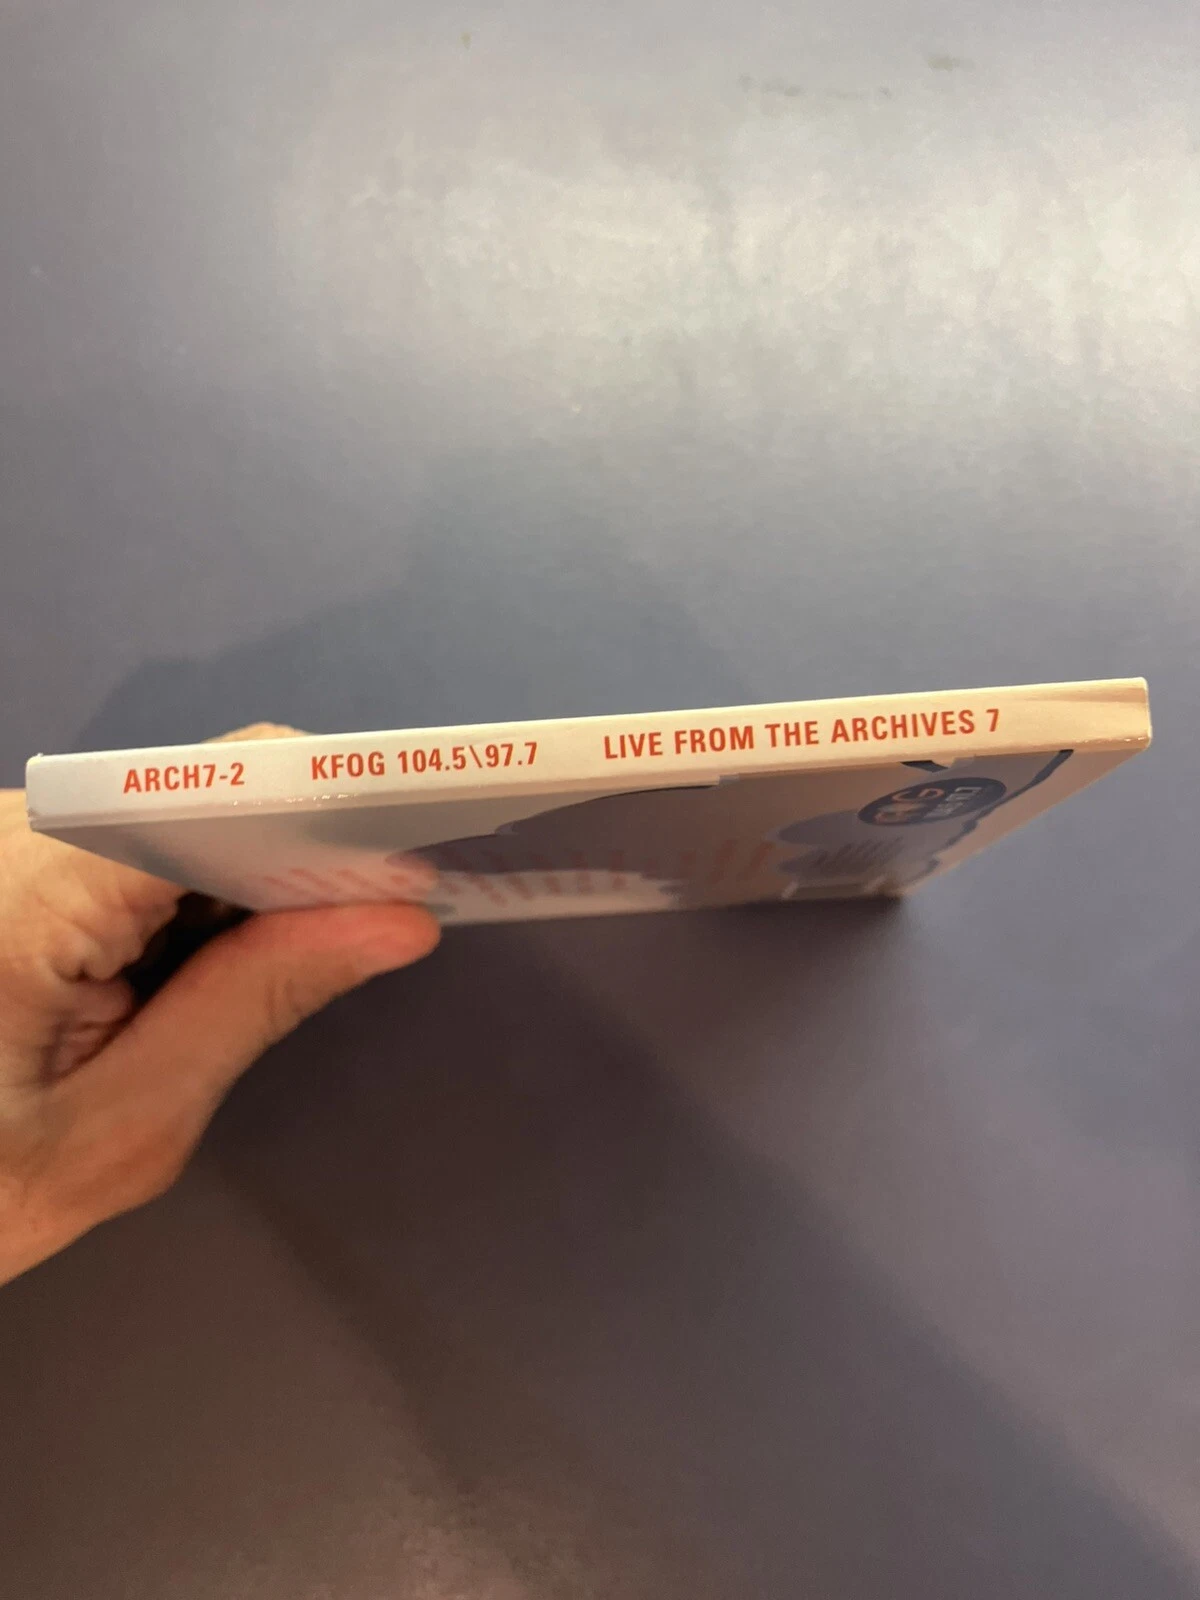 ARCH7-2 KFOG 104.5\97.7 LIVE FROM THE ARCHIVES 7